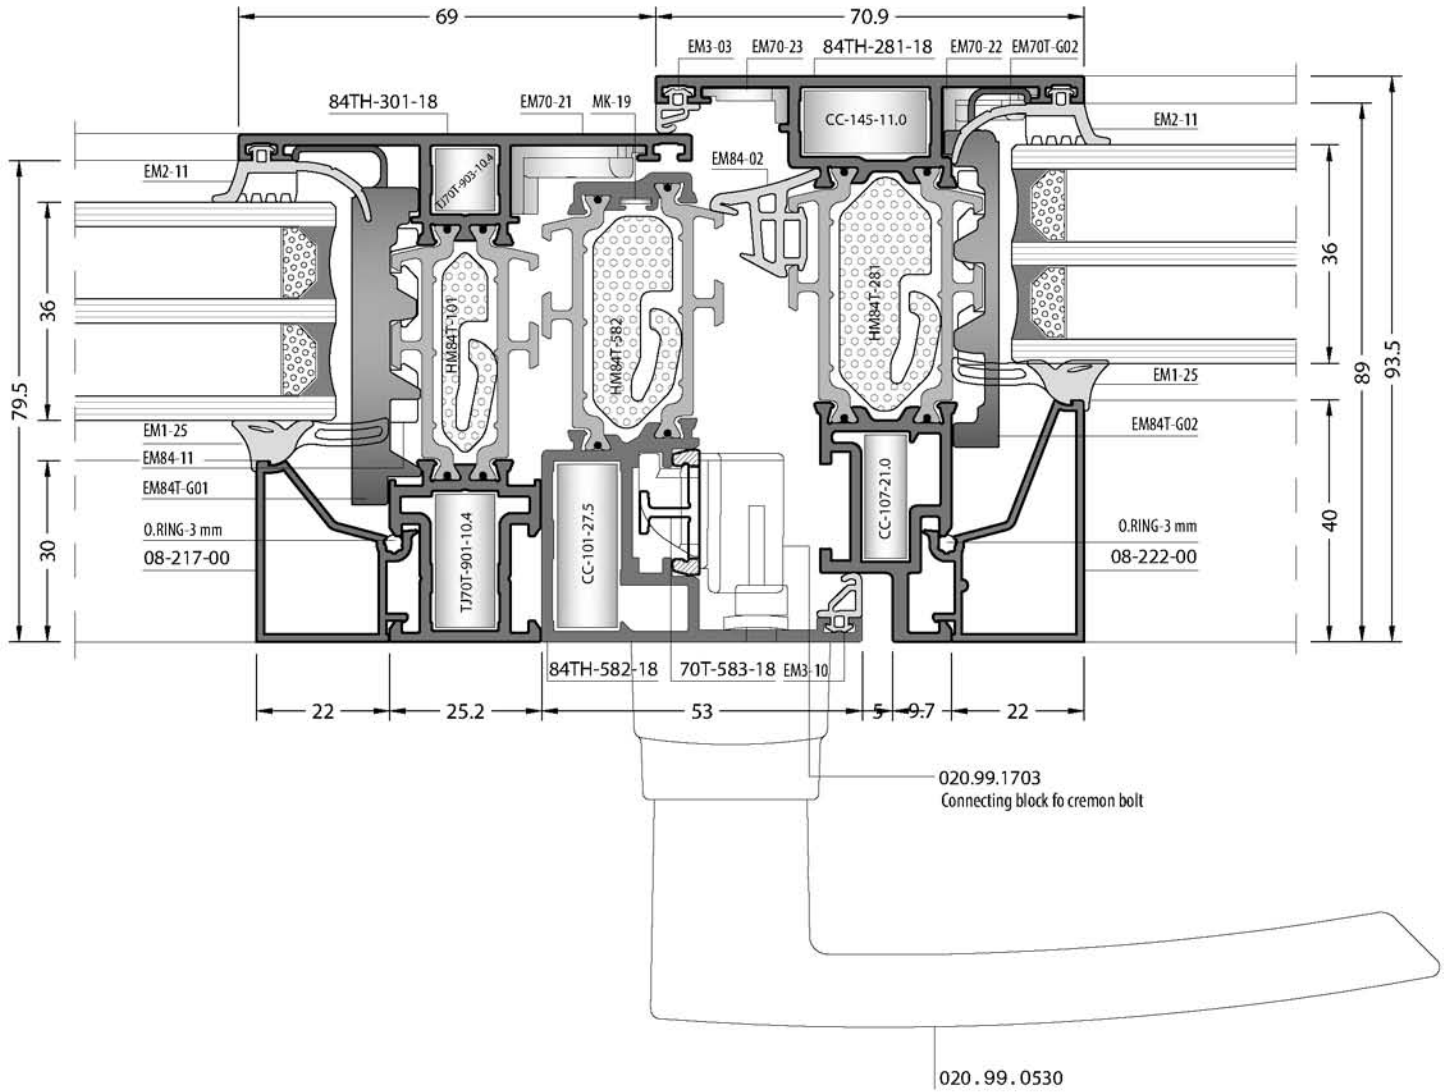 69
70.9
EM3-03
EM70-23
84TH-281-18
EM70-22
EM70T-G02
84TH-301-18
EM70-21
MK-19
CC-145-11.0
EM2-11
EM2-11
TJ70T-903-10.4
EM84-02
36
79.5
HM84T-101
HM84T-582
HM84T-281
36
89
93.5
EM1-25
EM1-25
EM84T-G02
EM84-11
EM84T-G01
O.RING-3 mm
08-217-00
30
TJ70T-901-10.4
CC-101-27.5
CC-107-21.0
O.RING-3 mm
08-222-00
40
84TH-582-18
70T-583-18
EM3-10
22
25.2
53
5
9.7
22
020.99.1703
Connecting block fo cremon bolt
020.99.0530